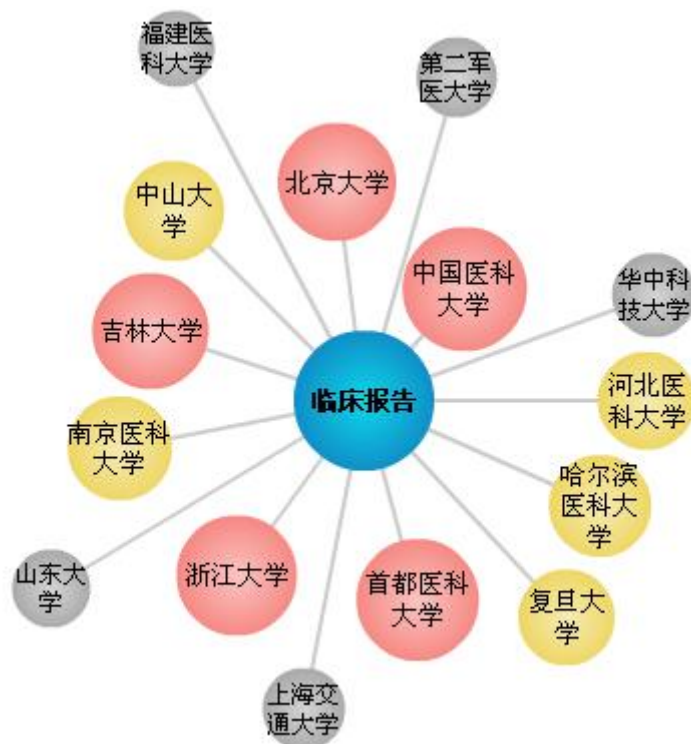 福建医
科大学
第二军
医大学
北京大学
中山大
学
中国医科
大学
华中科
技大学
吉林大学
临床报告
河北医
科大学
南京医科
大学
哈尔滨
医科大
学
山东大
学
浙江大学
首都医科
大学
复旦大
学
上海交
通大学